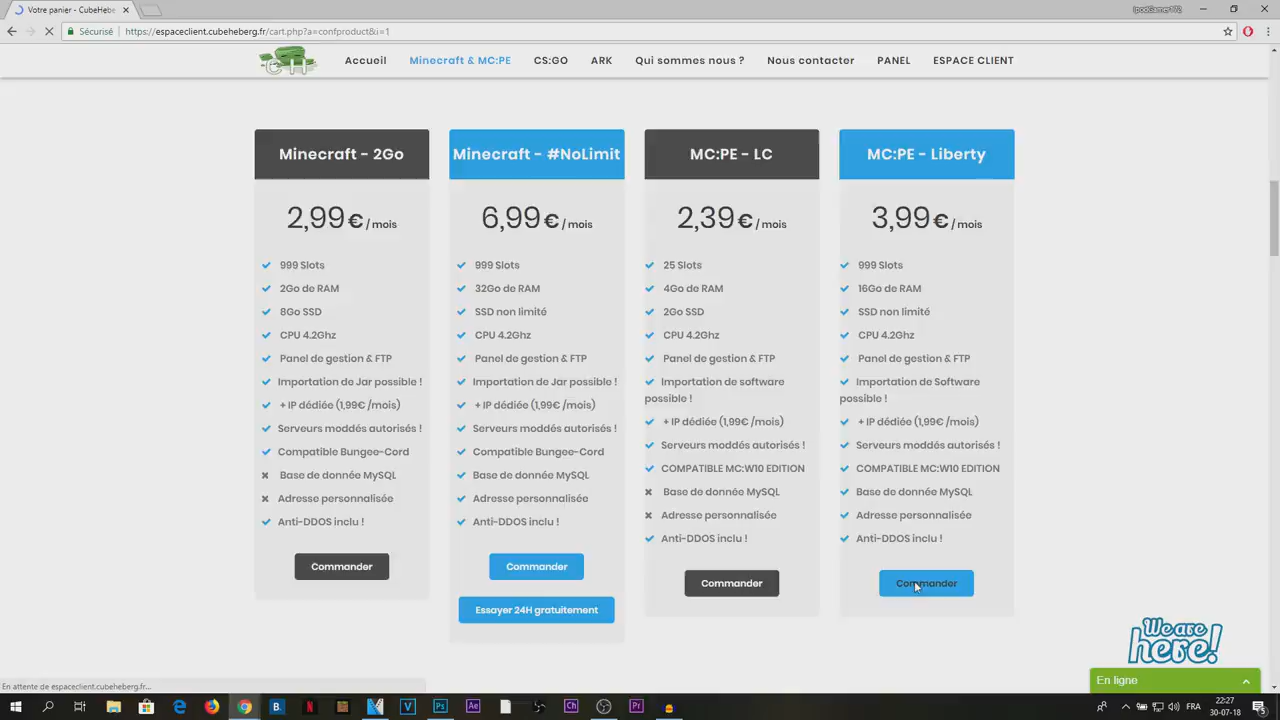 Votre panier - CubeHebe
IpodGamer172
Sécurisé
https://espaceclient.cubeheberg.fr/cart.php?a=confproduct&i=1
CH
Accueil
Minecraft & MC:PE
CS:GO
ARK
Qui sommes nous ?
Nous contacter
PANEL
ESPACE CLIENT
Minecraft - 2Go
2,99€/ mois
999 Slots
2Go de RAM
8Go SSD
CPU 4.2Ghz
Panel de gestion & FTP
Importation de Jar possible !
+ IP dédiée (1,99€ /mois)
Serveurs moddés autorisés !
Compatible Bungee-Cord
Base de donnée MySQL
Adresse personnalisée
Anti-DDOS inclu !
Commander
Minecraft - #NoLimit
6,99€/ mois
999 Slots
32Go de RAM
SSD non limité
CPU 4.2Ghz
Panel de gestion & FTP
Importation de Jar possible !
+ IP dédiée (1,99€ /mois)
Serveurs moddés autorisés !
Compatible Bungee-Cord
Base de donnée MySQL
Adresse personnalisée
Anti-DDOS inclu !
Commander
Essayer 24H gratuitement
MC:PE - LC
2,39€/ mois
25 Slots
4Go de RAM
2Go SSD
CPU 4.2Ghz
Panel de gestion & FTP
Importation de software
possible !
+ IP dédiée (1,99€ /mois)
Serveurs moddés autorisés !
COMPATIBLE MC:W10 EDITION
Base de donnée MySQL
Adresse personnalisée
Anti-DDOS inclu !
Commander
MC:PE - Liberty
3,99€/ mois
999 Slots
16Go de RAM
SSD non limité
CPU 4.2Ghz
Panel de gestion & FTP
Importation de Software
possible !
+ IP dédiée (1,99€ /mois)
Serveurs moddés autorisés !
COMPATIBLE MC:W10 EDITION
Base de donnée MySQL
Adresse personnalisée
Anti-DDOS inclu !
Commander
We are
here!
En ligne
En attente de espaceclient.cubeheberg.fr...
FRA
22:27
30-07-18